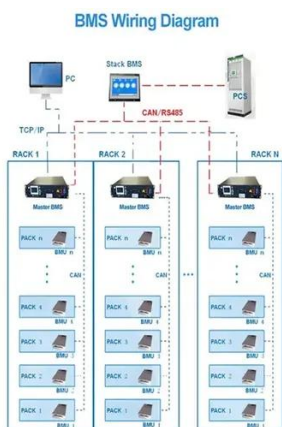 BMS Wiring Diagram
PC
Stack BMS
PCS
CAN/RS485
TCP/IP
RACK 1
RACK 2
RACK N
Master BMS
Master BMS
Master BMS
PACK n
PACK n
PACK n
BMU n
BMU n
BMU n
CAN
CAN
CAN
PACK 4
PACK 4
PACK 4
BMU 4
BMU 4
BMU 4
PACK 3
PACK 3
PACK 3
BMU 3
BMU 3
BMU 3
PACK 2
PACK 2
PACK 2
BMU 2
BMU 2
BMU 2
PACK 1
PACK 1
PACK 1
BMU
BMU
BMU